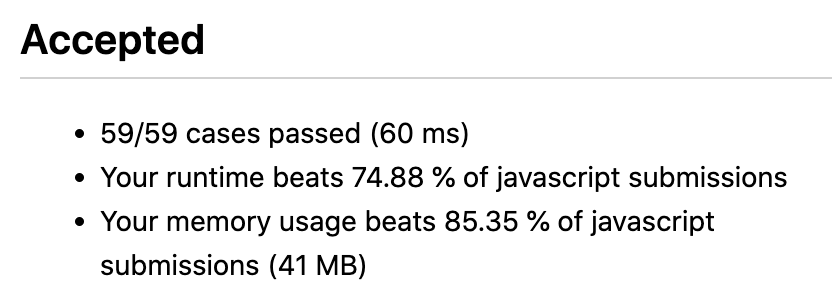 Accepted
• 59/59 cases passed (60 ms)
• Your runtime beats 74.88 % of javascript submissions
• Your memory usage beats 85.35 % of javascript
submissions (41 MB)